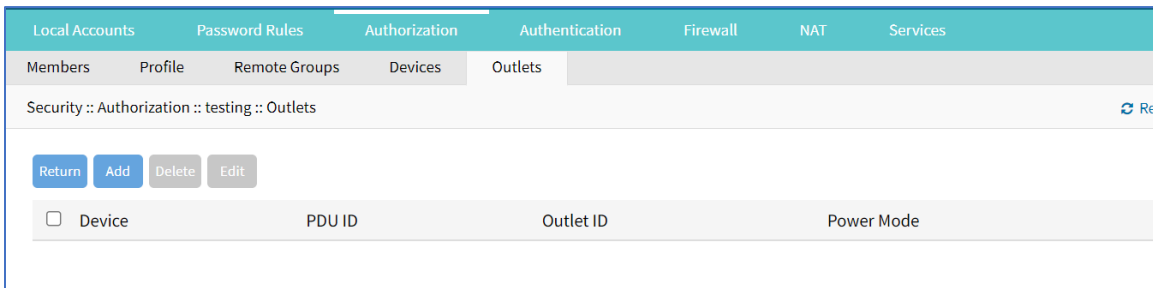 Local Accounts Password Rules Authorization Authentication Firewall NAT Services
Members Profile Remote Groups Devices Outlets
Security :: Authorization :: testing :: Outlets
Return Add Delete Edit
Device PDU ID Outlet ID Power Mode